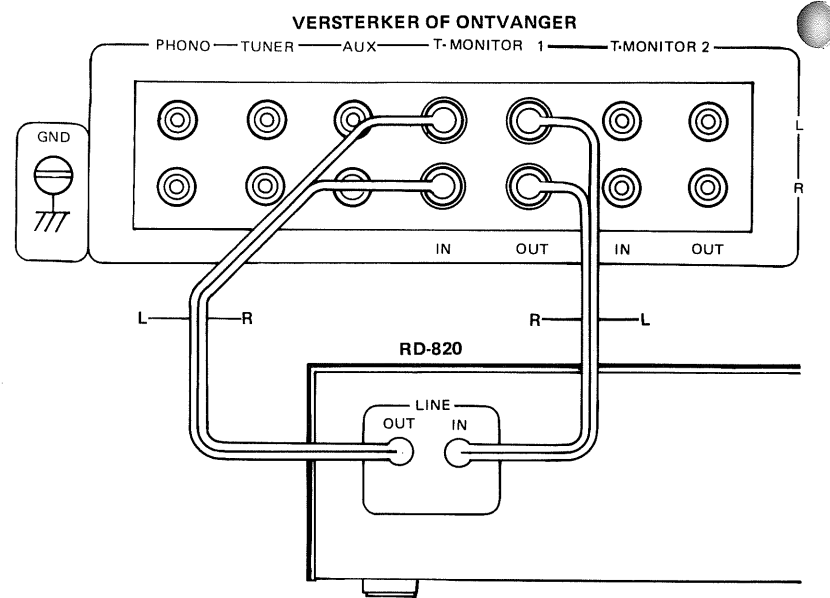 VERSTERKER OF ONTVANGER
PHONO TUNER AUX T-MONITOR 1 T-MONITOR 2
GND
L
R
IN OUT IN OUT
L R
R L
RD-820
LINE
OUT IN